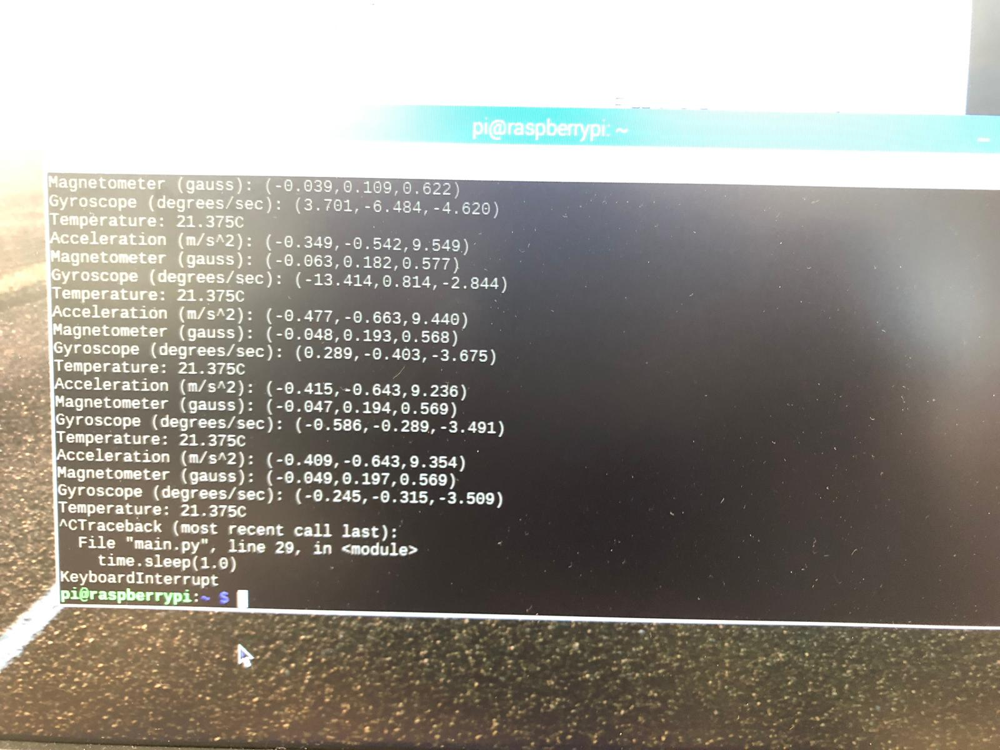 pi@raspberrypi: ~
Magnetometer (gauss): (-0.039,0.109,0.622)
Gyroscope (degrees/sec): (3.701,-6.484,-4.620)
Temperature: 21.375C
Acceleration (m/s^2): (-0.349,-0.542,9.549)
Magnetometer (gauss): (-0.063,0.182,0.577)
Gyroscope (degrees/sec): (-13.414,0.814,-2.844)
Temperature: 21.375C
Acceleration (m/s^2): (-0.477,-0.663,9.440)
Magnetometer (gauss): (-0.048,0.193,0.568)
Gyroscope (degrees/sec): (0.289,-0.403,-3.675)
Temperature: 21.375C
Acceleration (m/s^2): (-0.415,-0.643,9.236)
Magnetometer (gauss): (-0.047,0.194,0.569)
Gyroscope (degrees/sec): (-0.586,-0.289,-3.491)
Temperature: 21.375C
Acceleration (m/s^2): (-0.409,-0.643,9.354)
Magnetometer (gauss): (-0.049,0.197,0.569)
Gyroscope (degrees/sec): (-0.245,-0.315,-3.509)
Temperature: 21.375C
^CTraceback (most recent call last):
  File "main.py", line 29, in <module>
    time.sleep(1.0)
KeyboardInterrupt
pi@raspberrypi:~ $